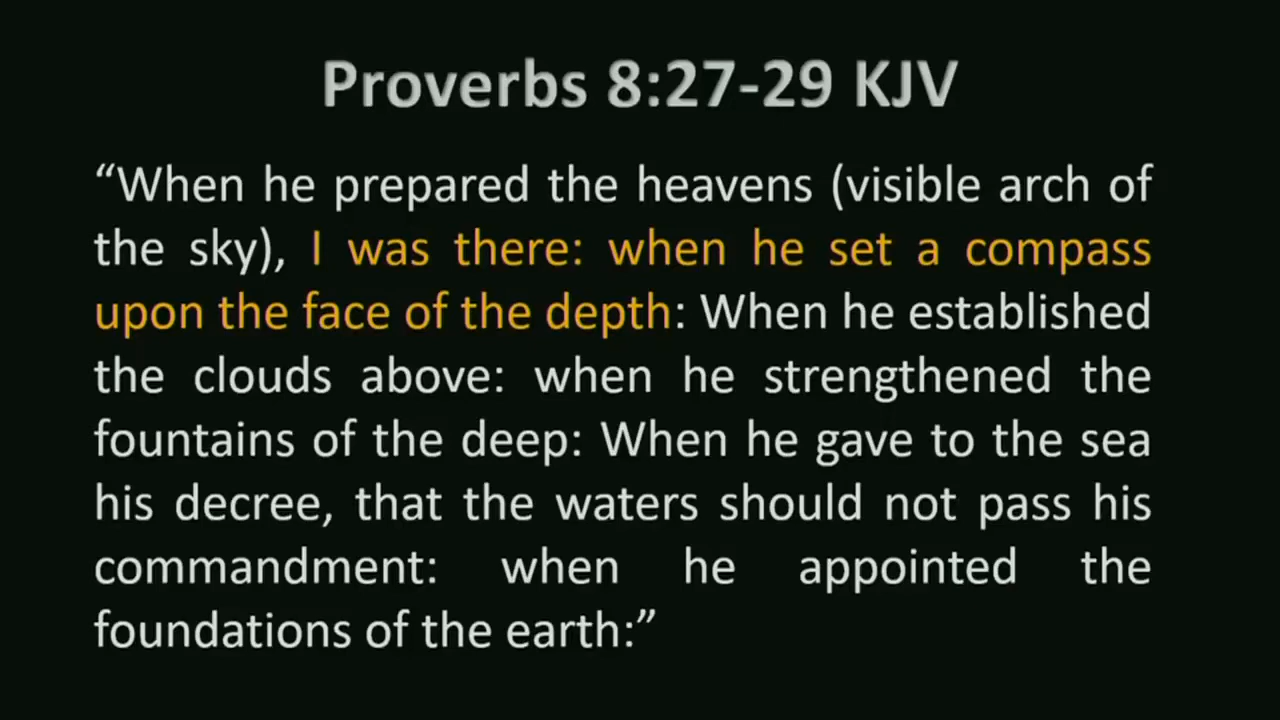 Proverbs 8:27-29 KJV
“When he prepared the heavens (visible arch of
the sky), I was there: when he set a compass
upon the face of the depth: When he established
the clouds above: when he strengthened the
fountains of the deep: When he gave to the sea
his decree, that the waters should not pass his
commandment: when he appointed the
foundations of the earth:”